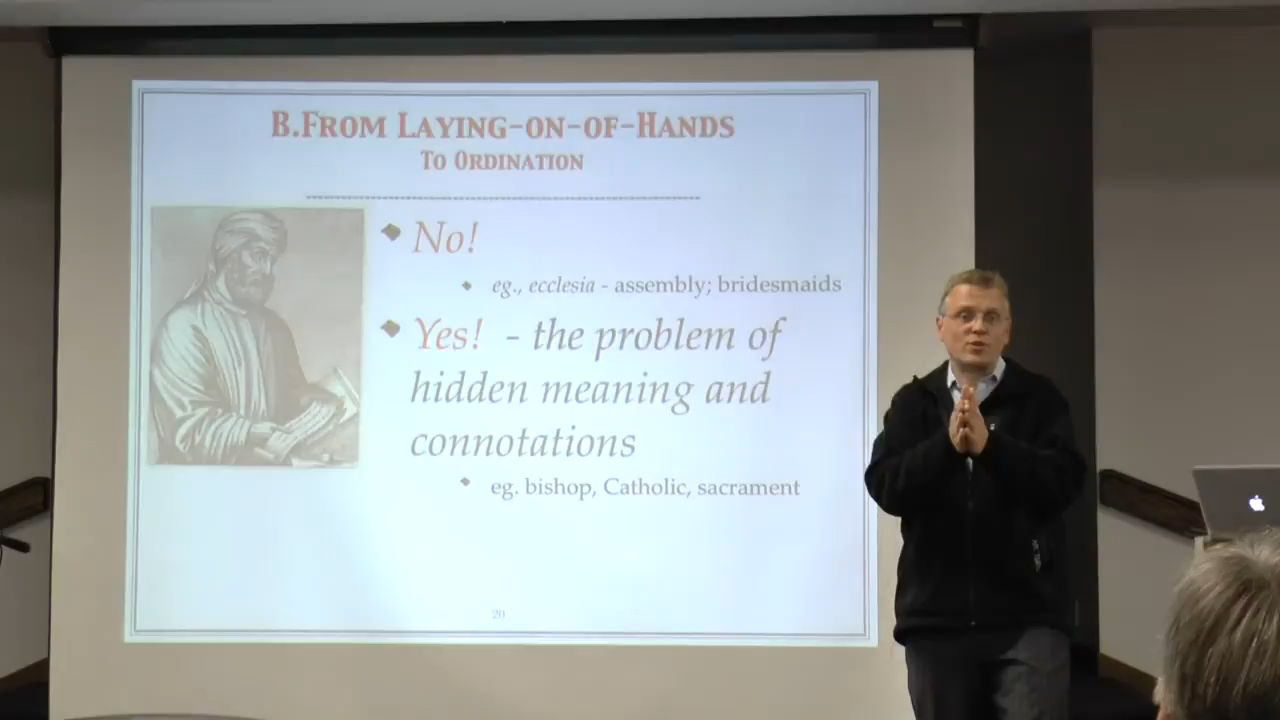 B.From Laying-on-of-Hands
To Ordination
No!
eg., ecclesia - assembly; bridesmaids
Yes! - the problem of
hidden meaning and
connotations
eg. bishop, Catholic, sacrament
20